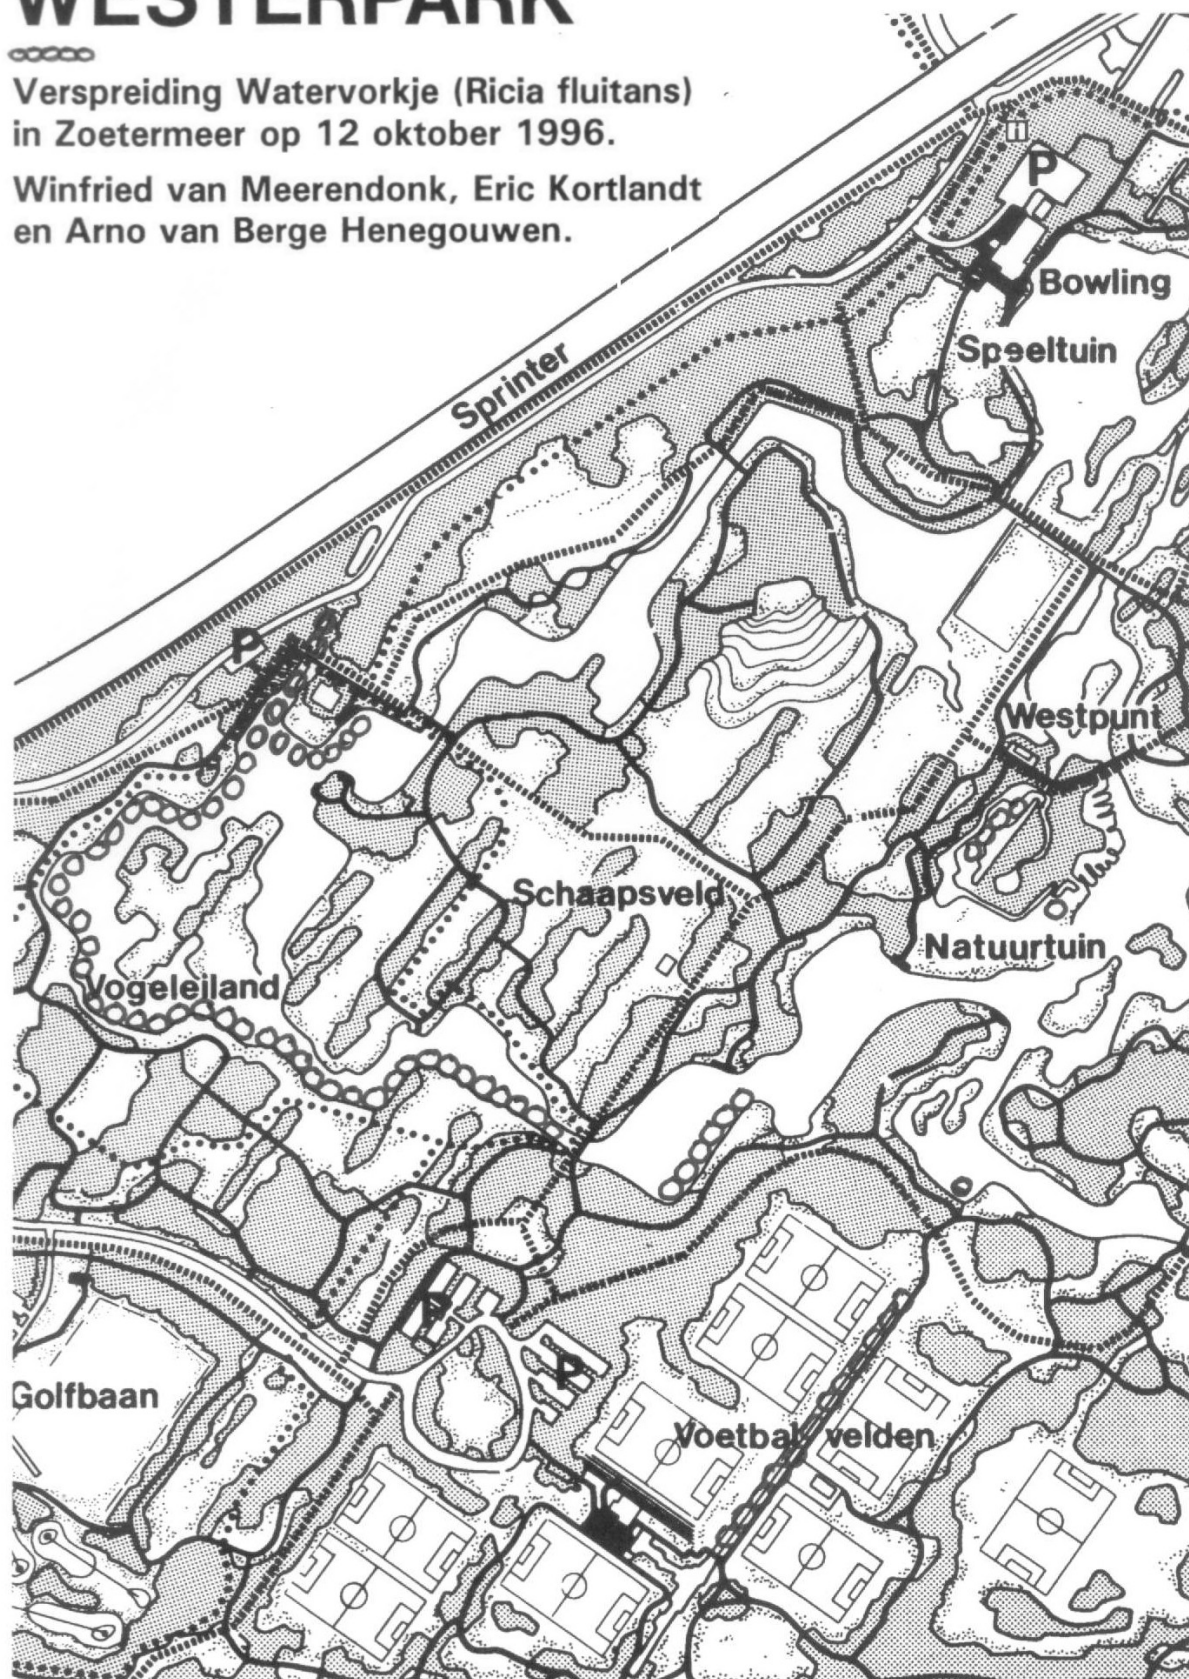 WESTERPARK
Verspreiding Watervorkje (Ricia fluitans)
in Zoetermeer op 12 oktober 1996.
Winfried van Meerendonk, Eric Kortlandt
en Arno van Berge Henegouwen.
P
Bowling
Speeltuin
Sprinter
P
Westpunt
Schaapsveld
Natuurtuin
Vogeleiland
P
P
Golfbaan
Voetbal velden